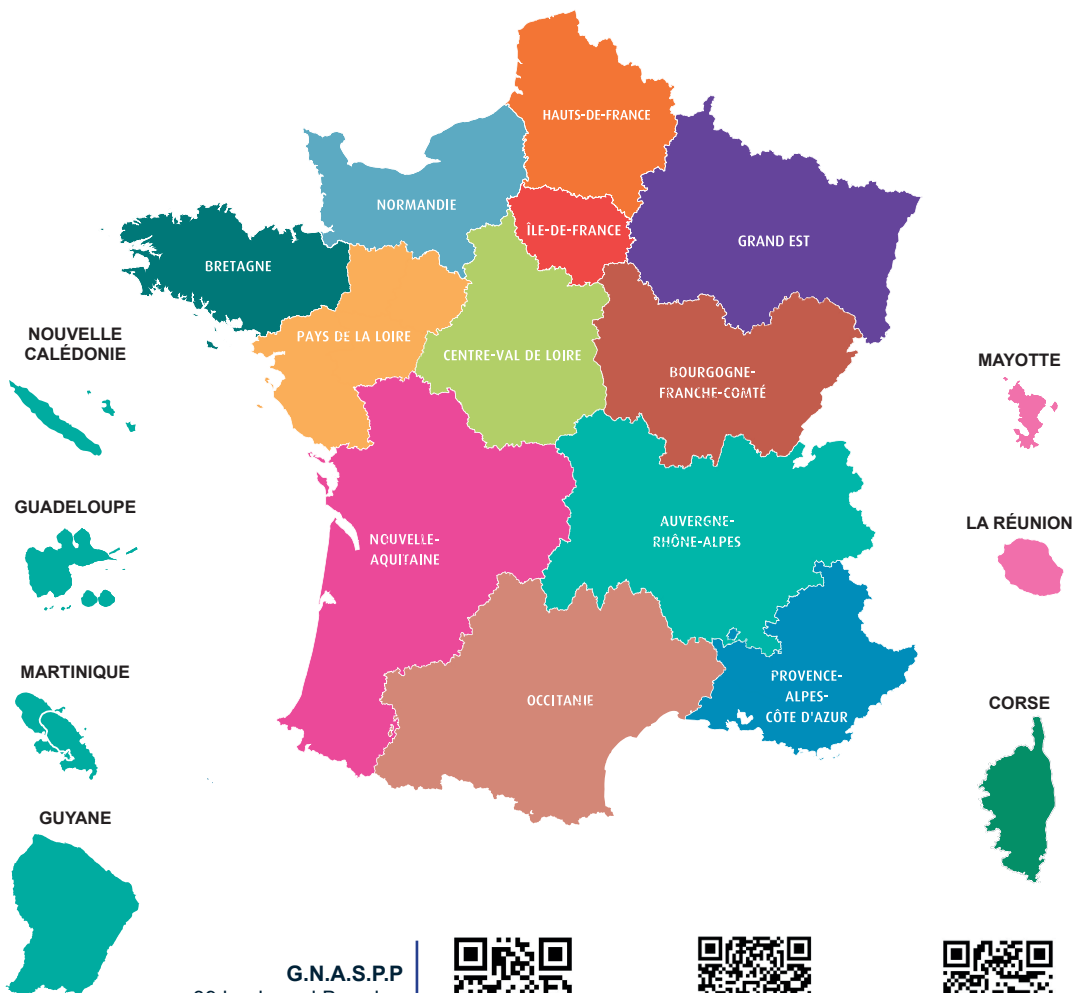 HAUTS-DE-FRANCE
NORMANDIE
ÎLE-DE-FRANCE
GRAND EST
BRETAGNE
PAYS DE LA LOIRE
CENTRE-VAL DE LOIRE
BOURGOGNE-
FRANCHE-COMTÉ
NOUVELLE
CALÉDONIE
MAYOTTE
GUADELOUPE
LA RÉUNION
NOUVELLE-
AQUITAINE
AUVERGNE-
RHÔNE-ALPES
MARTINIQUE
OCCITANIE
PROVENCE-
ALPES-
CÔTE D'AZUR
CORSE
GUYANE
G.N.A.S.P.P